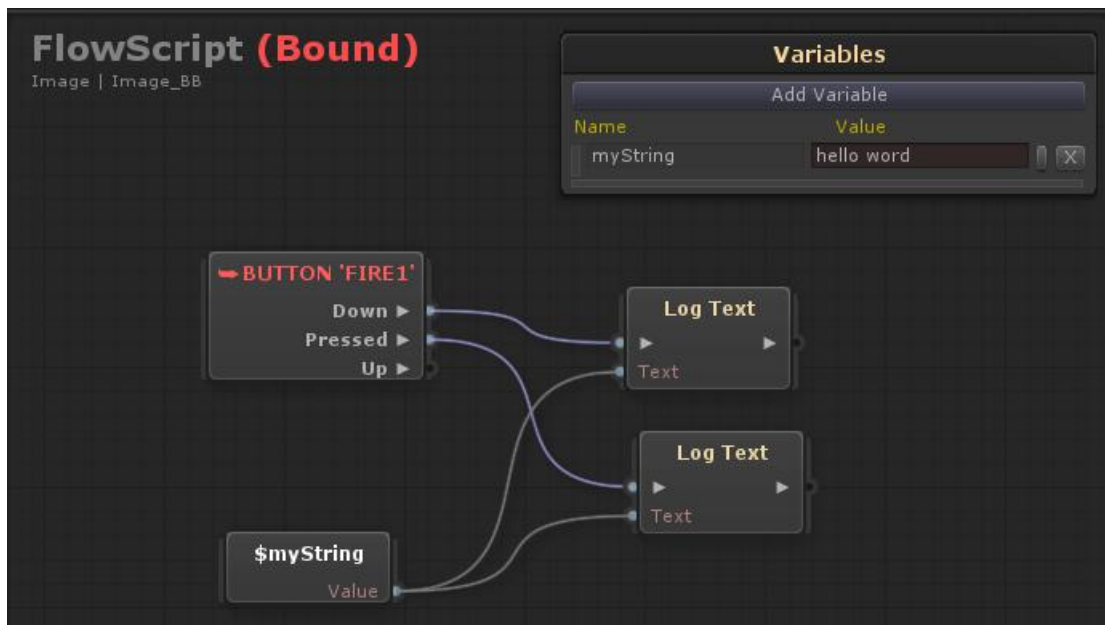 FlowScript (Bound)
Image | Image_BB
Variables
Add Variable
Name Value
myString hello word X
BUTTON 'FIRE1'
Down
Pressed
Up
Log Text
Text
Log Text
Text
$myString
Value